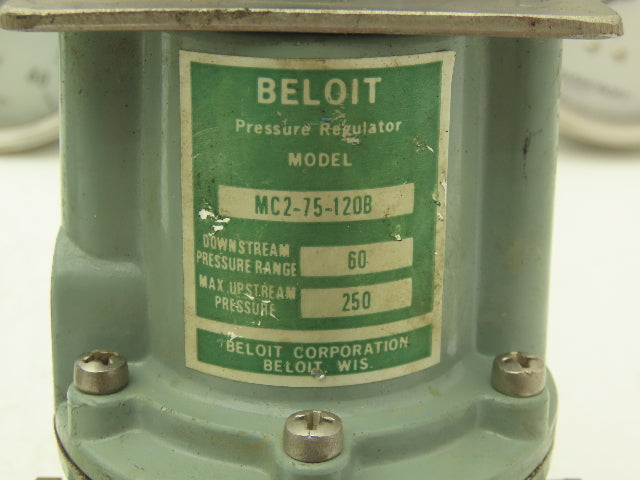 BELOIT
Pressure Regulator
MODEL
MC2-75-120B
DOWNSTREAM
PRESSURE RANGE
60
MAX. UPSTREAM
PRESSURE
250
BELOIT CORPORATION
BELOIT, WIS.